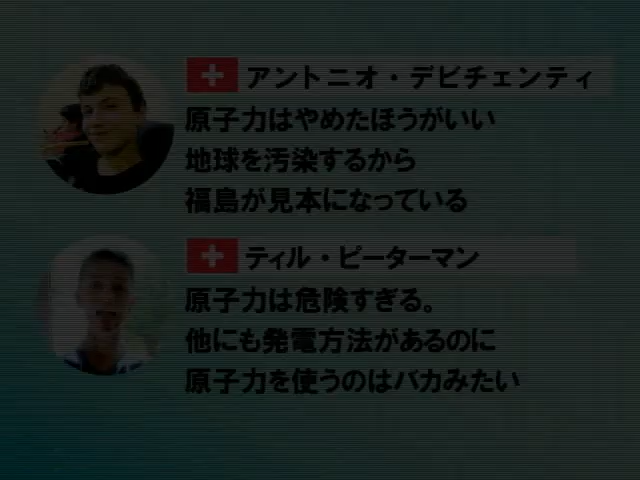 アントニオ・デビチェンティ
原子力はやめたほうがいい
地球を汚染するから
福島が見本になっている
ティル・ピーターマン
原子力は危険すぎる。
他にも発電方法があるのに
原子力を使うのはバカみたい